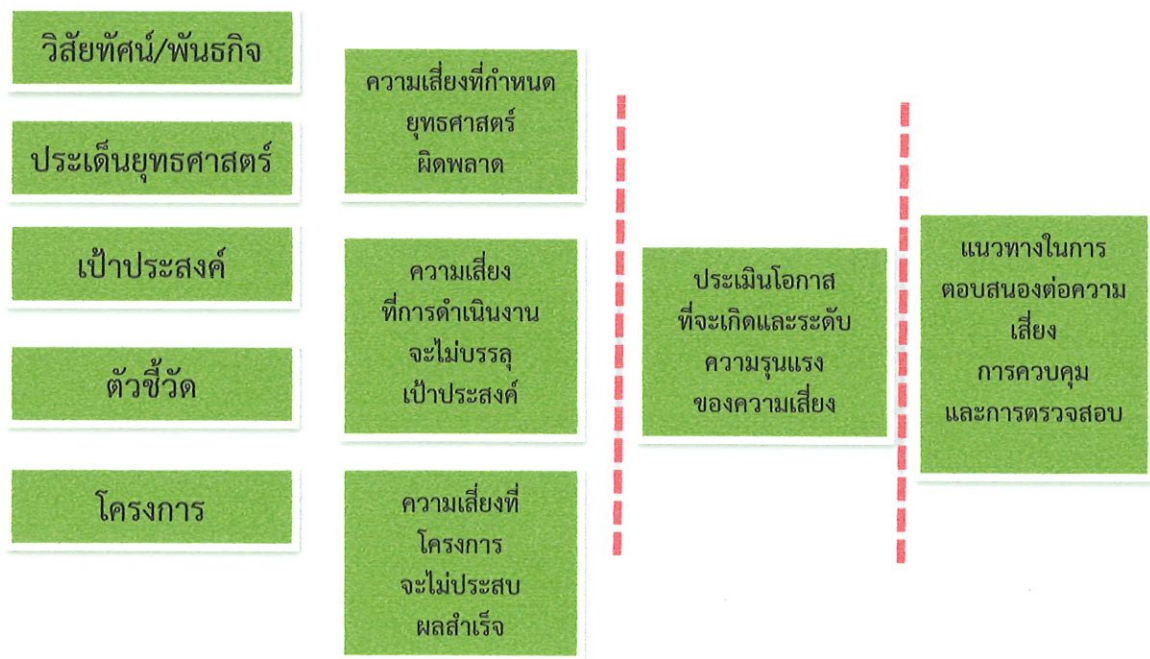 วิสัยทัศน์/พันธกิจ
ประเด็นยุทธศาสตร์
เป้าประสงค์
ตัวชี้วัด
โครงการ
ความเสี่ยงที่กำหนด
ยุทธศาสตร์
ผิดพลาด
ความเสี่ยง
ที่การดำเนินงาน
จะไม่บรรลุ
เป้าประสงค์
ความเสี่ยงที่
โครงการ
จะไม่ประสบ
ผลสำเร็จ
ประเมินโอกาส
ที่จะเกิดและระดับ
ความรุนแรง
ของความเสี่ยง
แนวทางในการ
ตอบสนองต่อความ
เสี่ยง
การควบคุม
และการตรวจสอบ